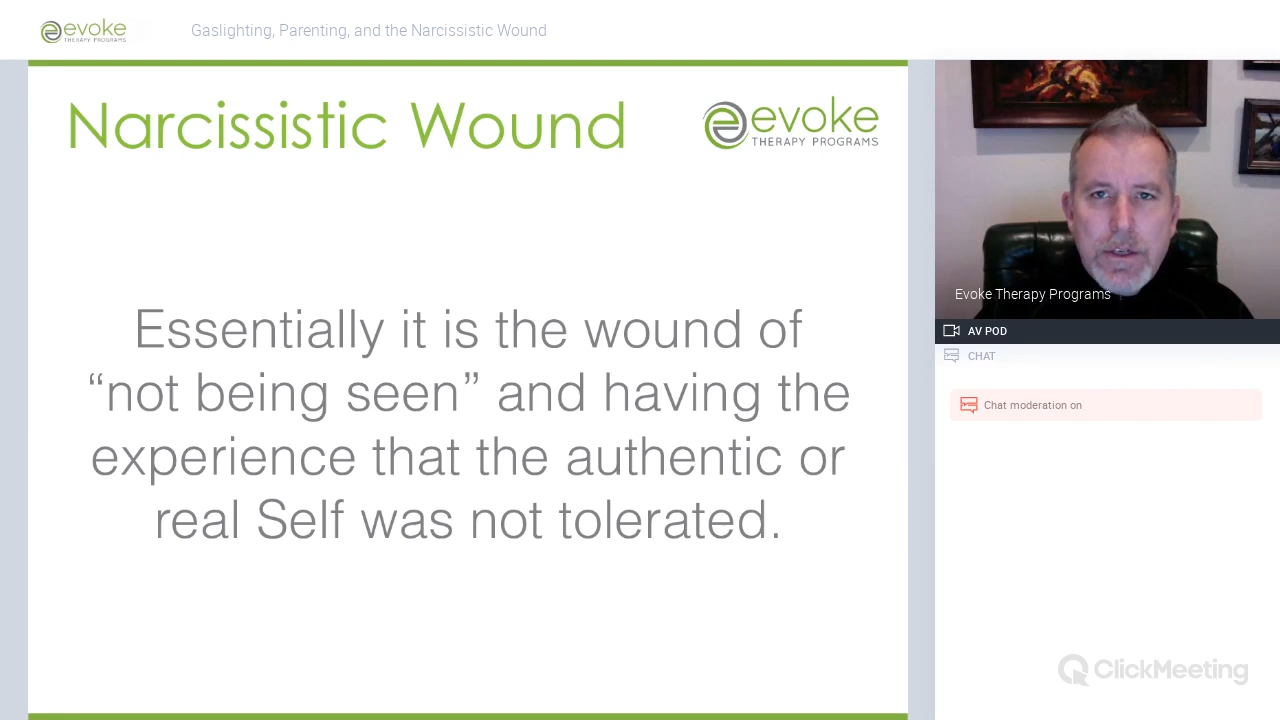 evoke
THERAPY PROGRAMS
Gaslighting, Parenting, and the Narcissistic Wound
Narcissistic Wound
evoke
THERAPY PROGRAMS
Essentially it is the wound of
“not being seen” and having the
experience that the authentic or
real Self was not tolerated.
Evoke Therapy Programs
AV POD
CHAT
Chat moderation on
ClickMeeting